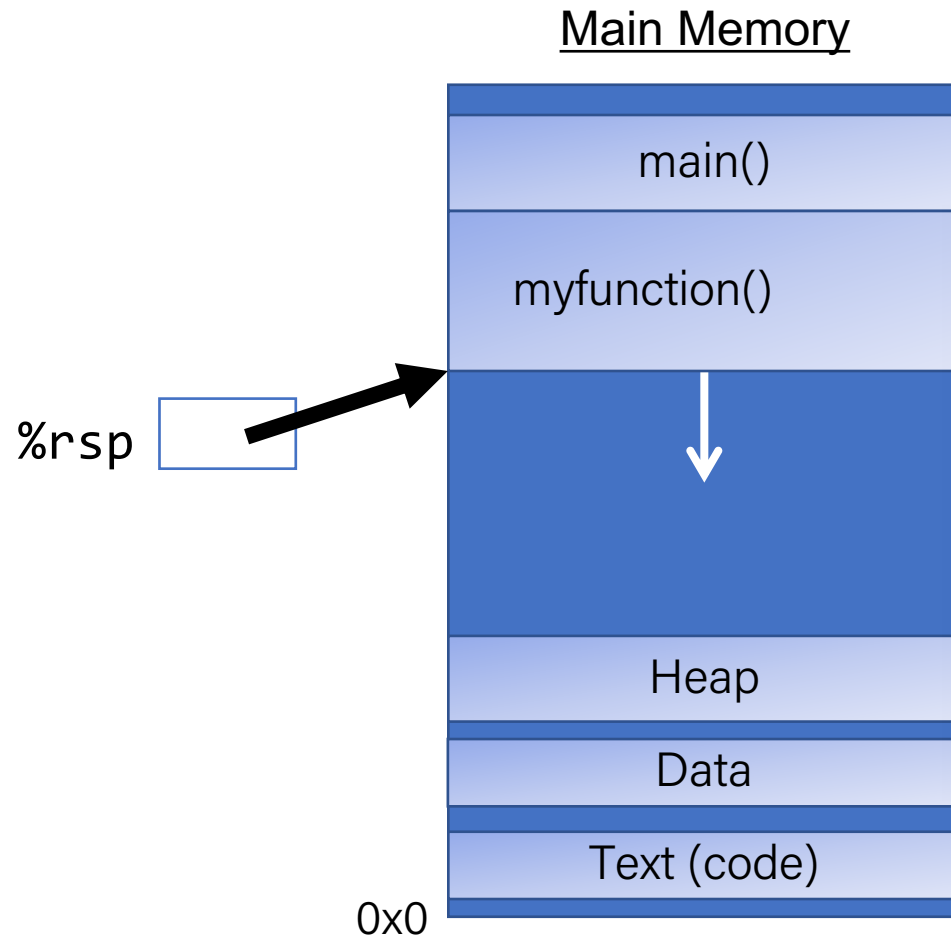 Main Memory
main()
myfunction()
%rsp
Heap
Data
Text (code)
0x0